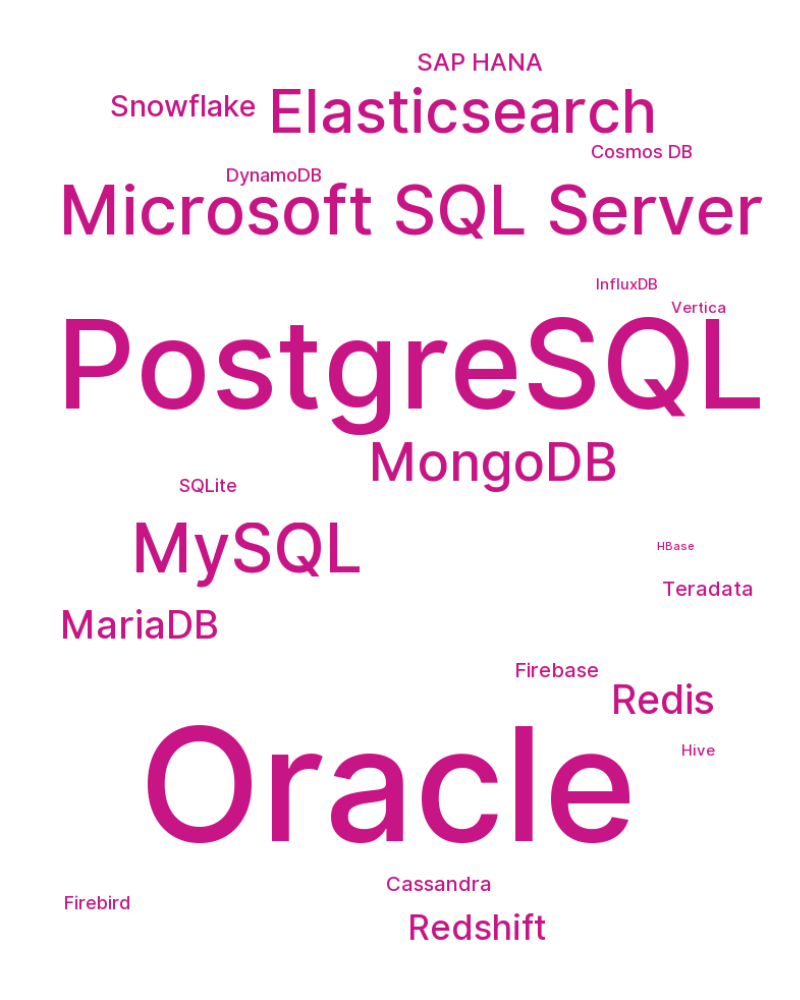 SAP HANA
Snowflake
Elasticsearch
Cosmos DB
DynamoDB
Microsoft SQL Server
InfluxDB
Vertica
PostgreSQL
MongoDB
SQLite
MySQL
HBase
Teradata
MariaDB
Firebase
Redis
Hive
Oracle
Cassandra
Firebird
Redshift